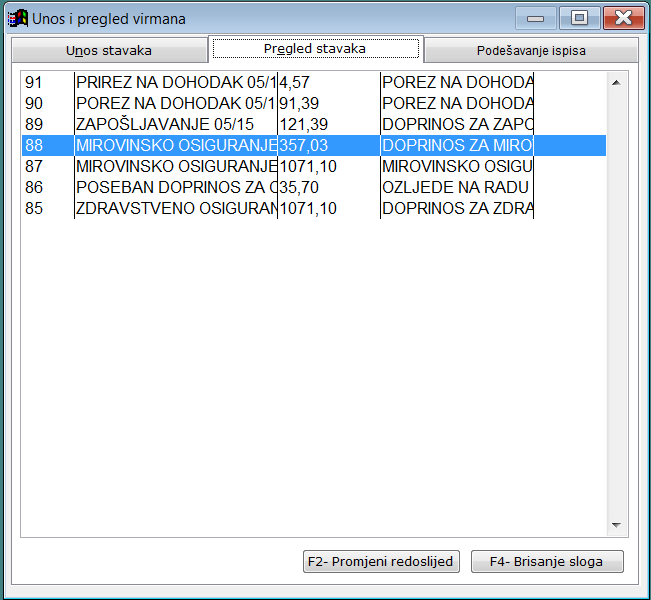 Unos i pregled virmana
Unos stavaka Pregled stavaka Podešavanje ispisa
91 PRIREZ NA DOHODAK 05/1 4,57 POREZ NA DOHODA
90 POREZ NA DOHODAK 05/1 91,39 POREZ NA DOHODA
89 ZAPOŠLJAVANJE 05/15 121,39 DOPRINOS ZA ZAPO
88 MIROVINSKO OSIGURANJE 357,03 DOPRINOS ZA MIRO
87 MIROVINSKO OSIGURANJE 1071,10 MIROVINSKO OSIGU
86 POSEBAN DOPRINOS ZA O 35,70 OZLJEDE NA RADU
85 ZDRAVSTVENO OSIGURAN 1071,10 DOPRINOS ZA ZDRA
F2- Promjeni redoslijed F4- Brisanje sloga